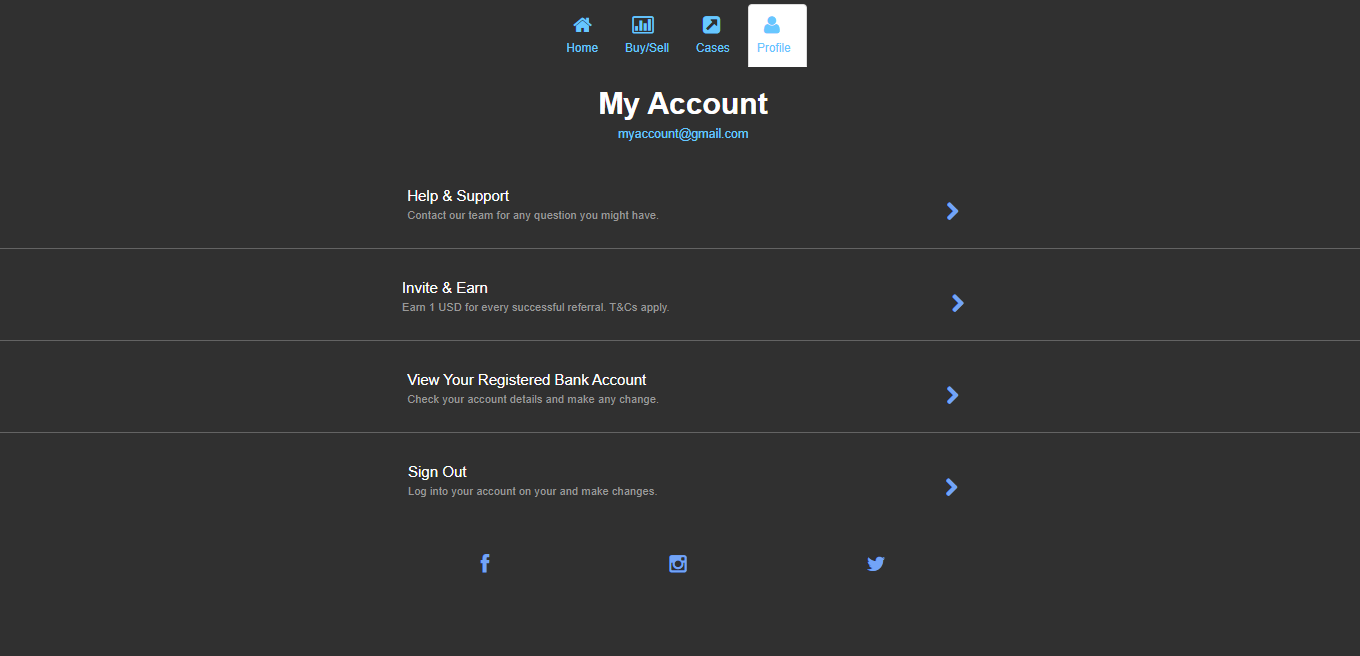 Home Buy/Sell Cases Profile
My Account
myaccount@gmail.com
Help & Support
Contact our team for any question you might have.
Invite & Earn
Earn 1 USD for every successful referral. T&Cs apply.
View Your Registered Bank Account
Check your account details and make any change.
Sign Out
Log into your account on your and make changes.